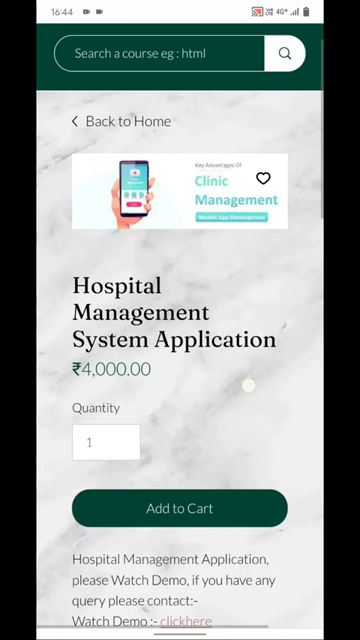 16:44
4G+
Search a course eg : html
Back to Home
Key Advantages Of
Clinic
Management
Mobile App Development
Hospital
Management
System Application
₹4,000.00
Quantity
1
Add to Cart
Hospital Management Application,
please Watch Demo, if you have any
query please contact:-
Watch Demo :- clickhere